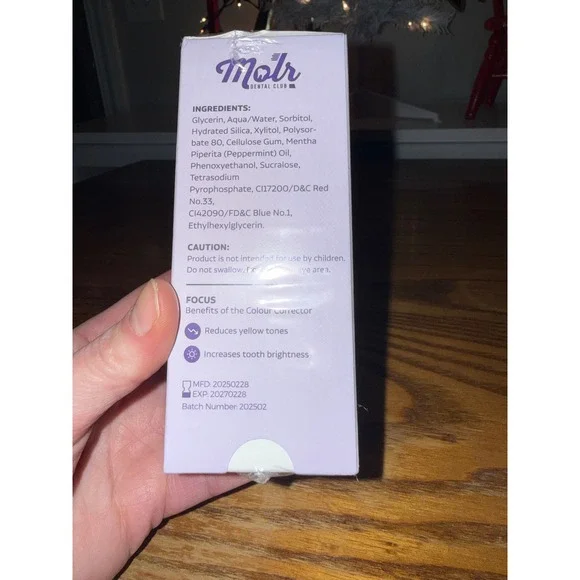 Molr
DENTAL CLUB
INGREDIENTS:
Glycerin, Aqua/Water, Sorbitol,
Hydrated Silica, Xylitol, Polysor-
bate 80, Cellulose Gum, Mentha
Piperita (Peppermint) Oil,
Phenoxyethanol, Sucralose,
Tetrasodium
Pyrophosphate, CI17200/D&C Red
No.33,
CI42090/FD&C Blue No.1,
Ethylhexylglycerin.
CAUTION:
Product is not intended for use by children.
Do not swallow, areas.
FOCUS
Benefits of the Colour Corrector
Reduces yellow tones
Increases tooth brightness
MFD: 20250228
EXP: 20270228
Batch Number: 202502